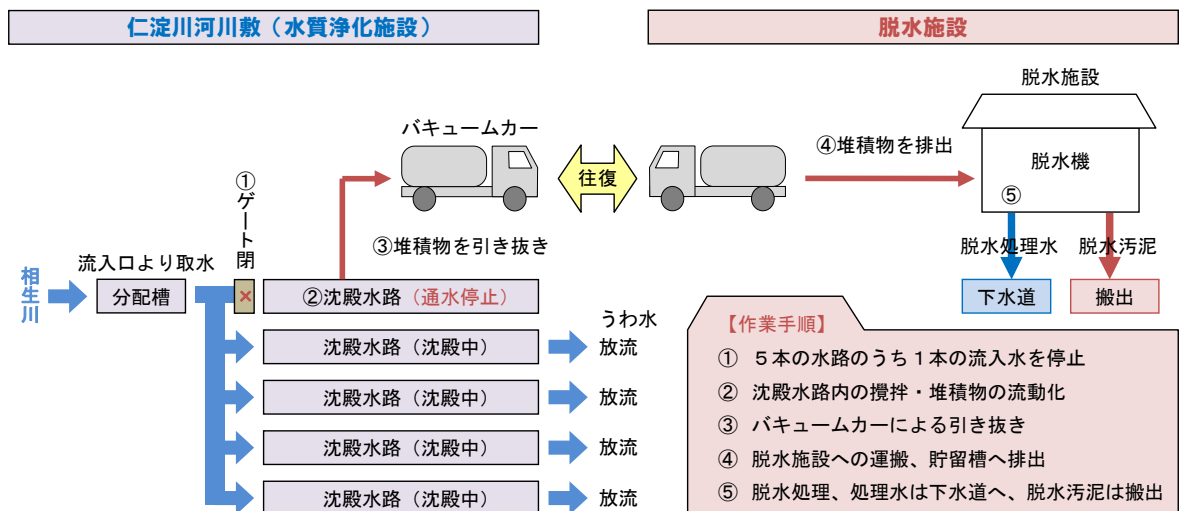 仁淀川河川敷（水質浄化施設）
脱水施設
脱水施設
バキュームカー
④堆積物を排出
脱水機
往復
①ゲート閉
⑤
③堆積物を引き抜き
脱水処理水
脱水汚泥
流入口より取水
相生川
分配槽
×
②沈殿水路（通水停止）
下水道
搬出
うわ水
沈殿水路（沈殿中）
放流
沈殿水路（沈殿中）
放流
沈殿水路（沈殿中）
放流
沈殿水路（沈殿中）
放流
【作業手順】
① ５本の水路のうち１本の流入水を停止
② 沈殿水路内の攪拌・堆積物の流動化
③ バキュームカーによる引き抜き
④ 脱水施設への運搬、貯留槽へ排出
⑤ 脱水処理、処理水は下水道へ、脱水汚泥は搬出